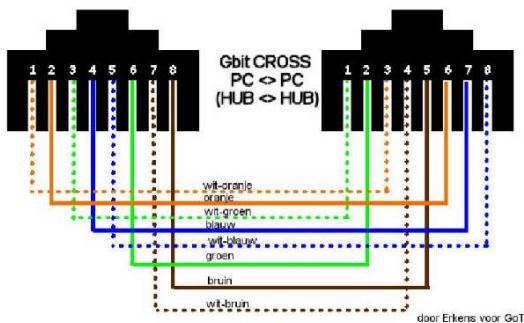 Gbit CROSS
PC <> PC
(HUB <> HUB)
1 2 3 4 5 6 7 8
1 2 3 4 5 6 7 8
wit-oranje
oranje
wit-groen
blauw
wit-blauw
groen
bruin
wit-bruin
door Erkens voor GoT